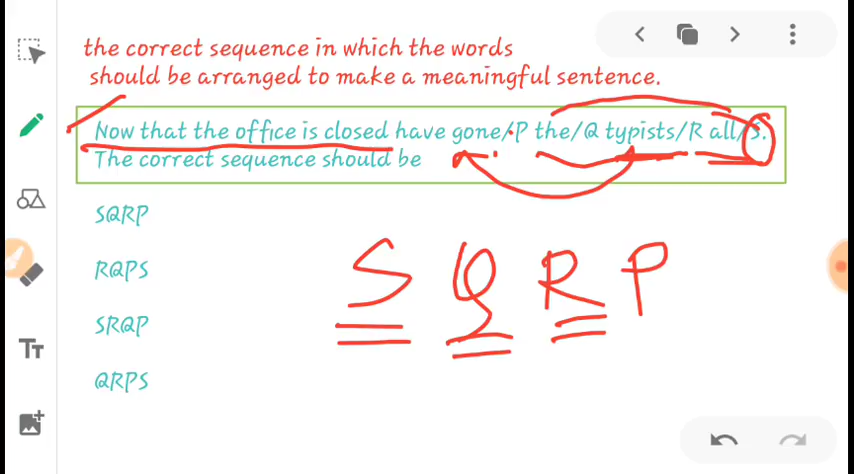 the correct sequence in which the words
should be arranged to make a meaningful sentence.
Now that the office is closed have gone/P the/Q typists/R all/S.
The correct sequence should be
SQRP
RQPS
SRQP
QRPS
S Q R P
TT